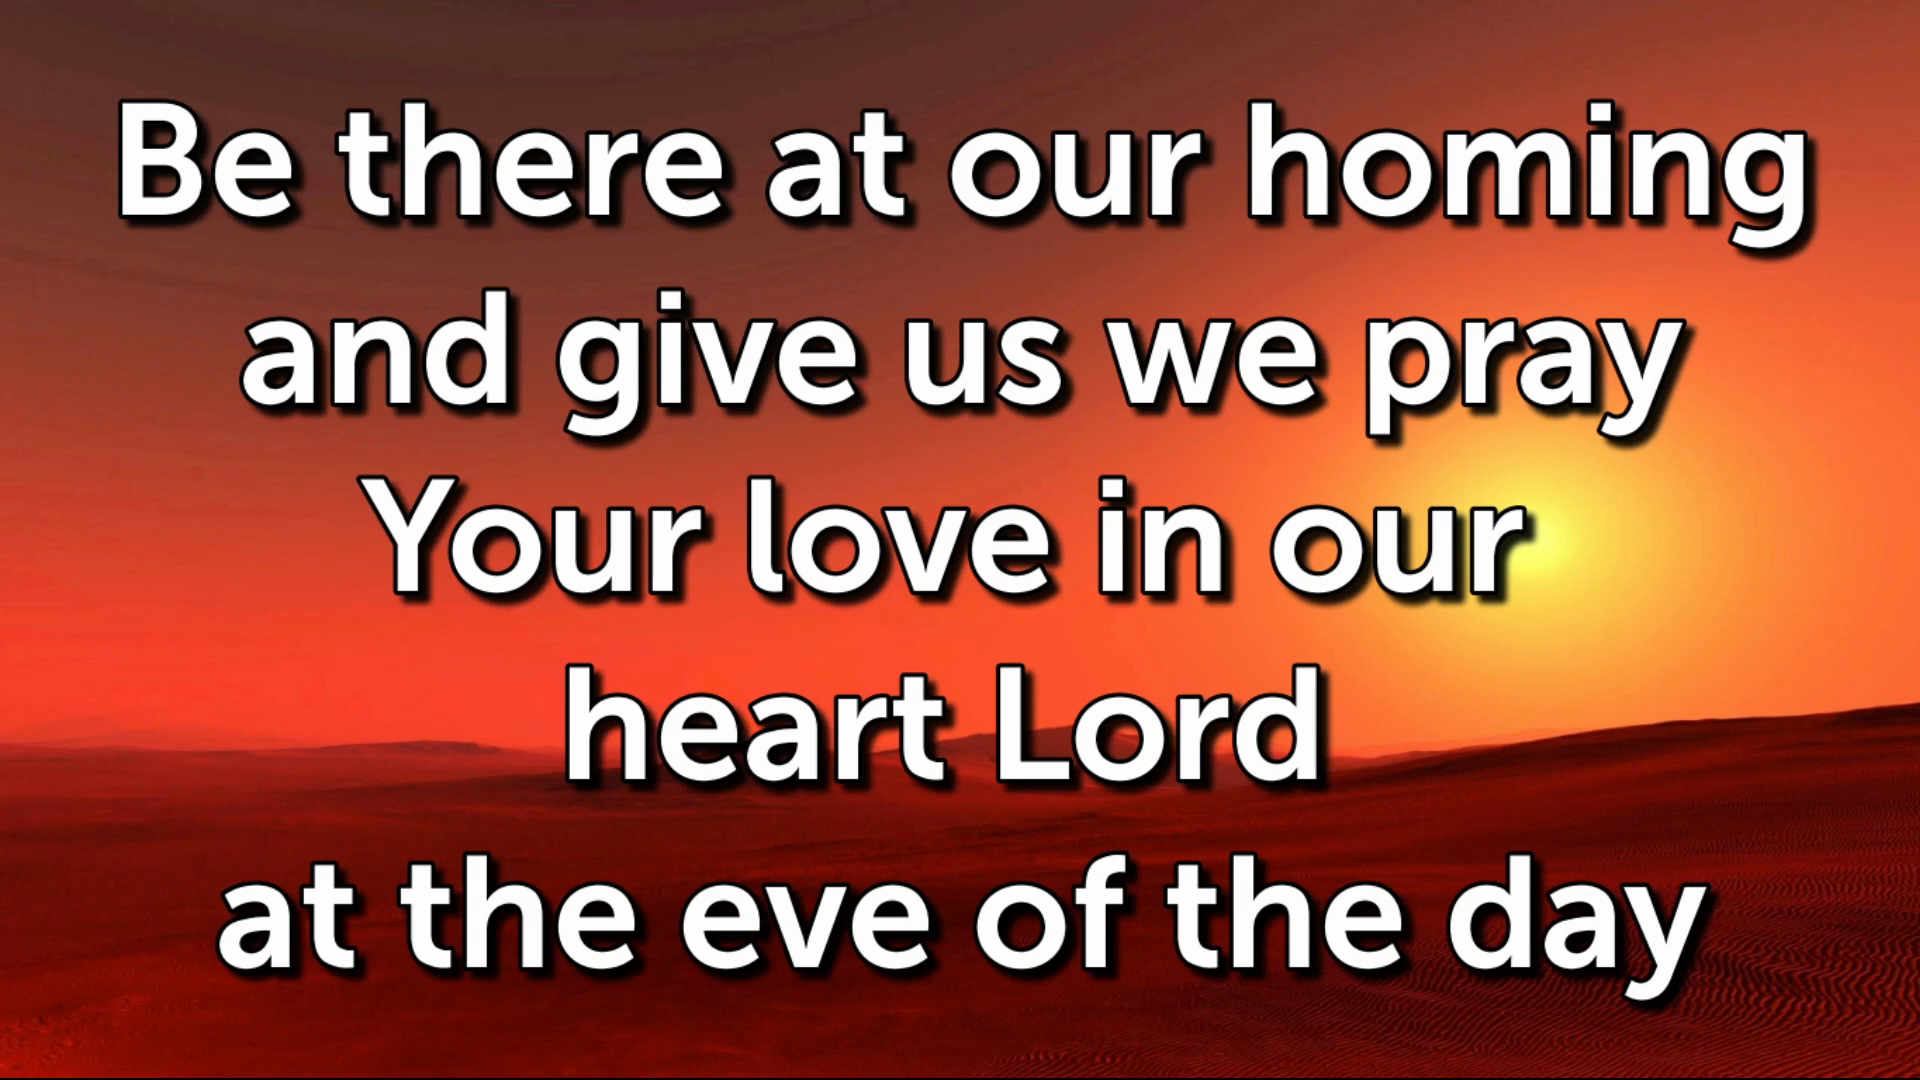 Be there at our homing
and give us we pray
Your love in our
heart Lord
at the eve of the day